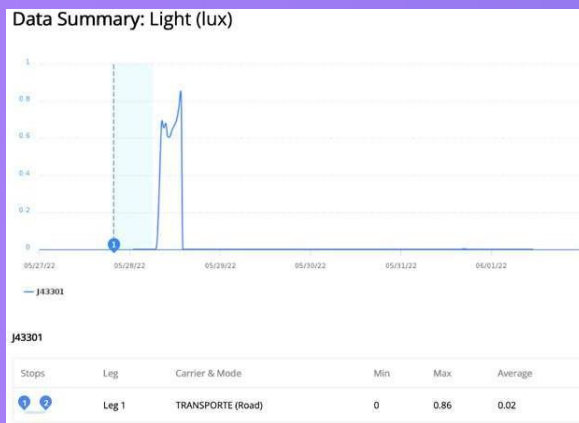 Data Summary: Light (lux)
1
0.8
0.6
0.4
0.2
0
1
05/27/22 05/28/22 05/29/22 05/30/22 05/31/22 06/01/22
J43301
J43301
Stops Leg Carrier & Mode Min Max Average
1 2 Leg 1 TRANSPORTE (Road) 0 0.86 0.02